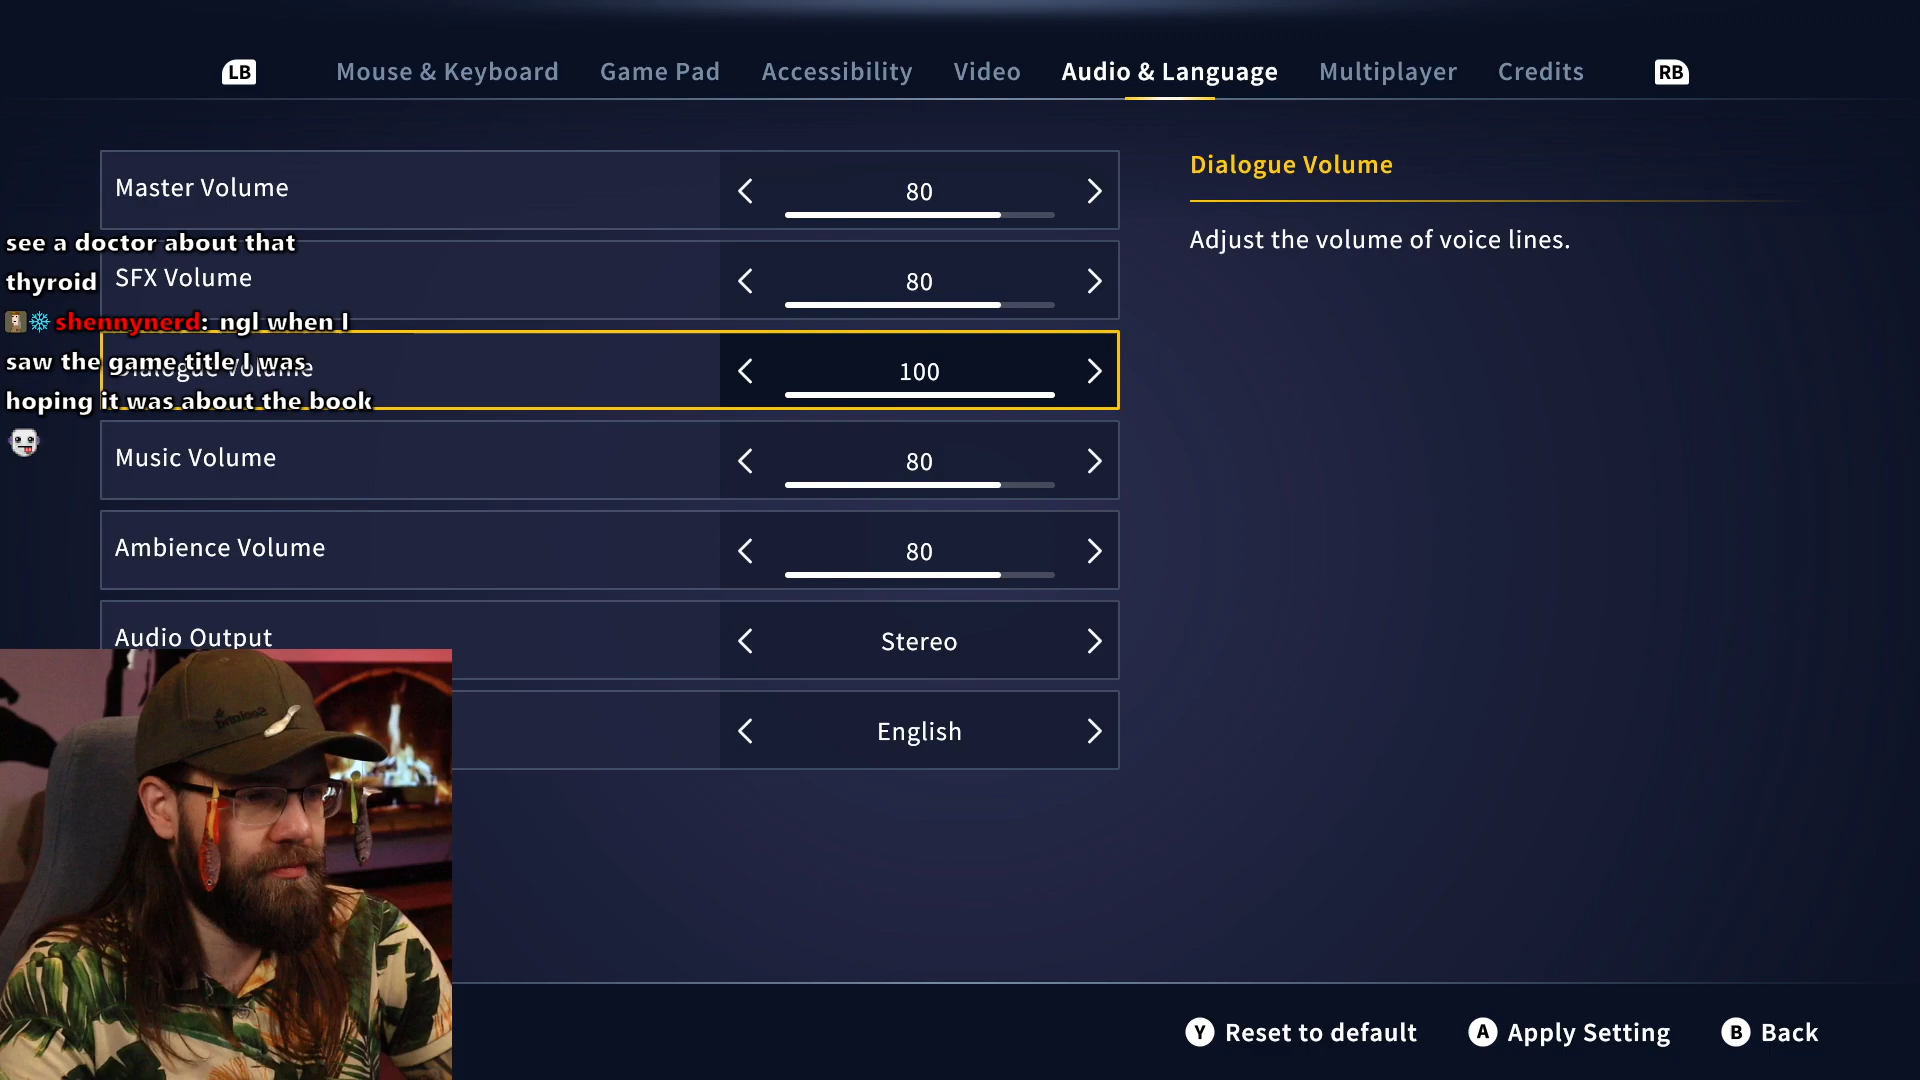 LB
Mouse & Keyboard
Game Pad
Accessibility
Video
Audio & Language
Multiplayer
Credits
RB
Master Volume
80
see a doctor about that
thyroid
SFX Volume
80
shennynerd: ngl when I
saw the game title I was
hoping it was about the book
Dialogue Volume
100
Music Volume
80
Ambience Volume
80
Audio Output
Stereo
English
Dialogue Volume
Adjust the volume of voice lines.
Y Reset to default
A Apply Setting
B Back